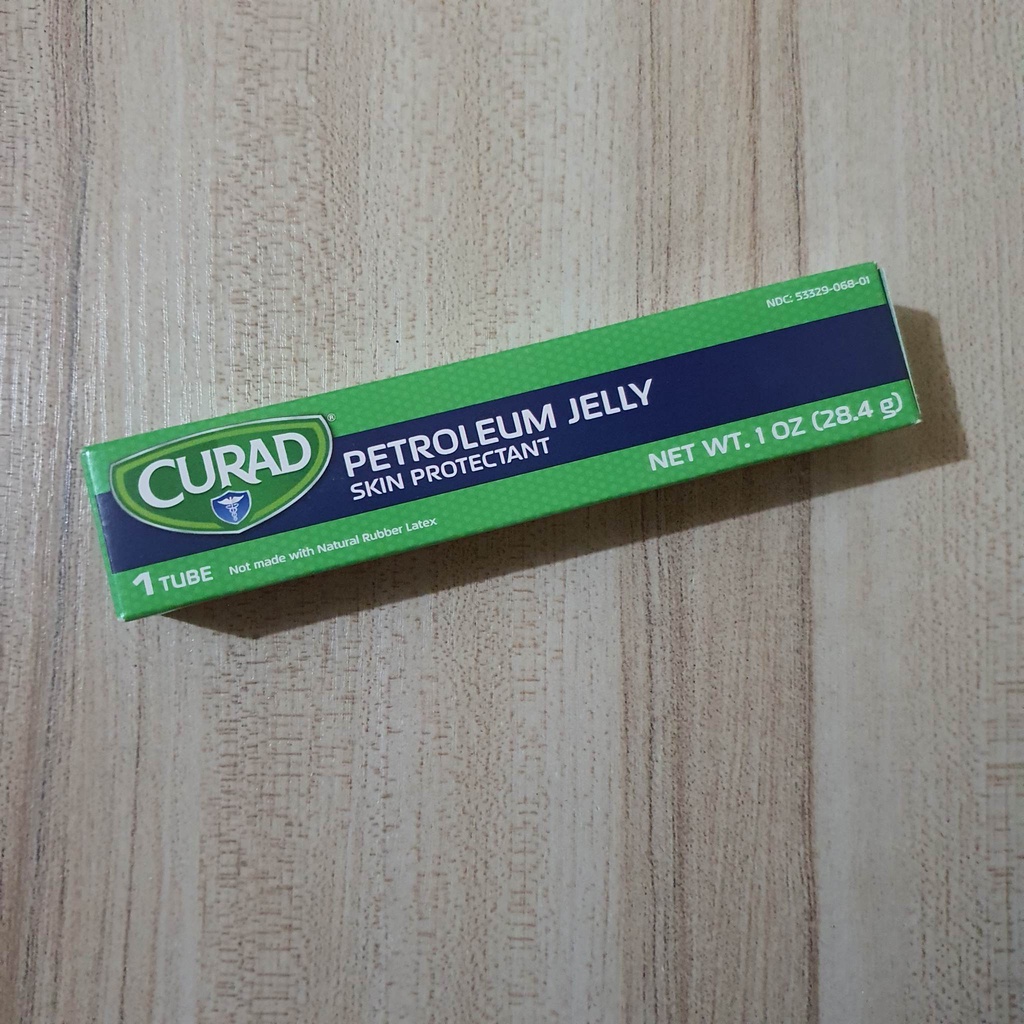 NDC: 53329-068-01
CURAD®
PETROLEUM JELLY
SKIN PROTECTANT
NET WT. 1 OZ (28.4 g)
1 TUBE Not made with Natural Rubber Latex